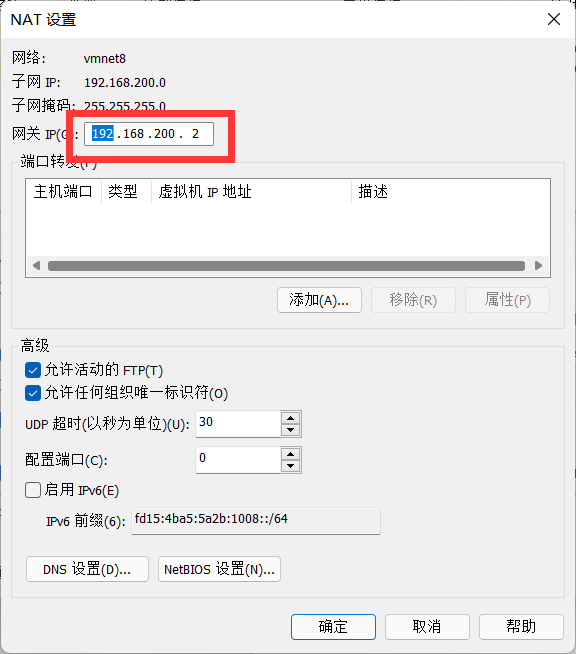 NAT 设置
网络: vmnet8
子网 IP: 192.168.200.0
子网掩码: 255.255.255.0
网关 IP(G): 192.168.200.2
端口转发(F)
主机端口 类型 虚拟机 IP 地址 描述
添加(A)... 移除(R) 属性(P)
高级
允许活动的 FTP(T)
允许任何组织唯一标识符(O)
UDP 超时(以秒为单位)(U): 30
配置端口(C): 0
启用 IPv6(E)
IPv6 前缀(6): fd15:4ba5:5a2b:1008::/64
DNS 设置(D)... NetBIOS 设置(N)...
确定 取消 帮助